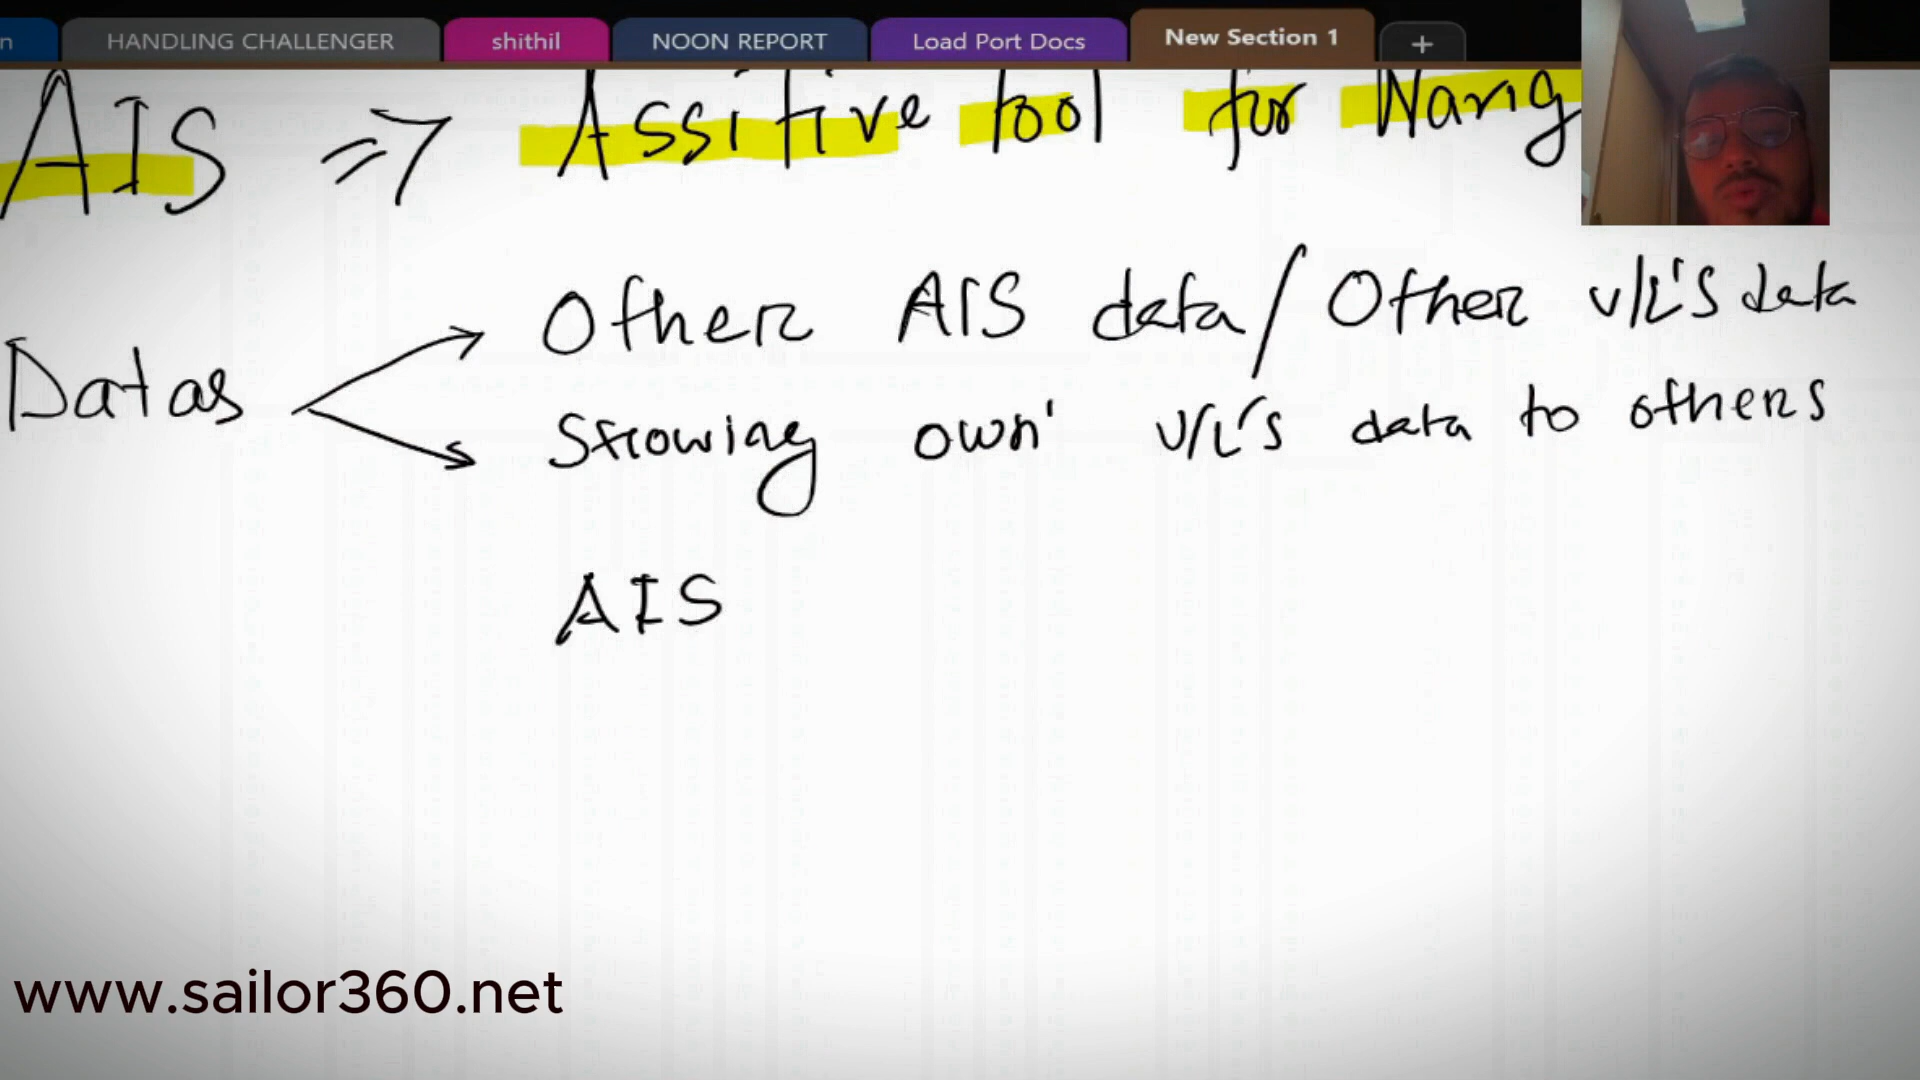 n HANDLING CHALLENGER shithil NOON REPORT Load Port Docs New Section 1 +
AIS => Assitive tool for Navig
Datas
Other AIS data / Other v/L's data
Showing own' v/L's data to others
AIS
www.sailor360.net